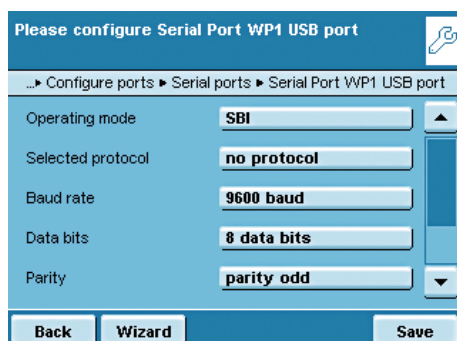 Please configure Serial Port WP1 USB port
...▸ Configure ports ▸ Serial ports ▸ Serial Port WP1 USB port
Operating mode SBI
Selected protocol no protocol
Baud rate 9600 baud
Data bits 8 data bits
Parity parity odd
Back Wizard Save